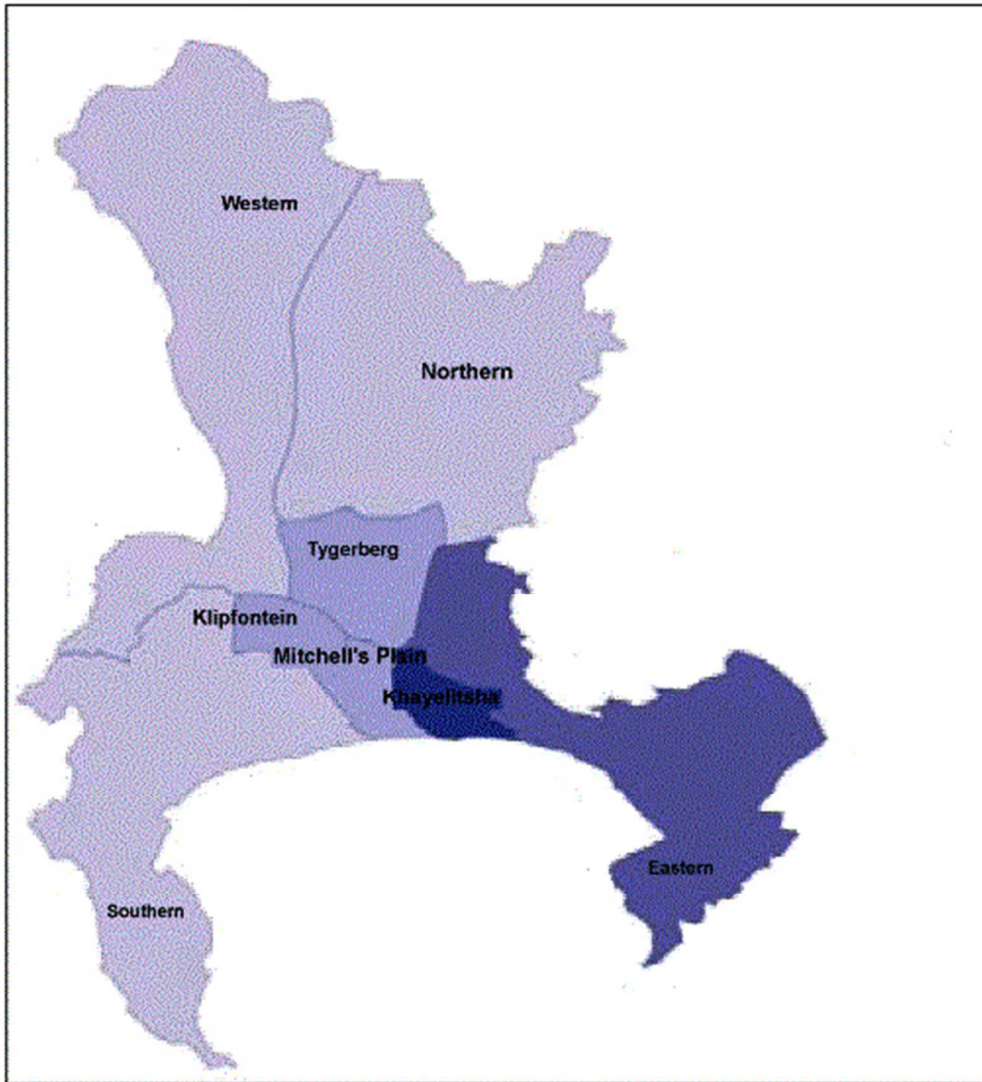 Western
Northern
Tygerberg
Klipfontein
Mitchell's Plain
Khayelitsha
Eastern
Southern